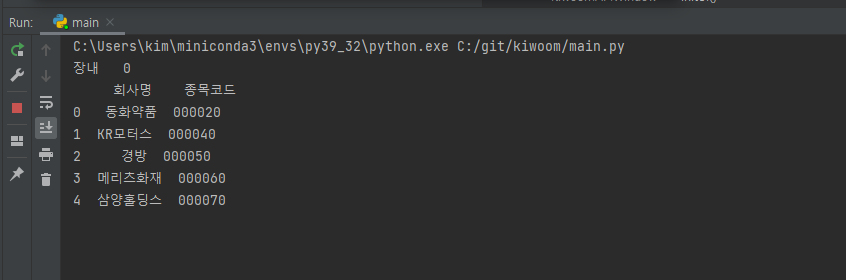 Run: main
C:\Users\kim\miniconda3\envs\py39_32\python.exe C:/git/kiwoom/main.py
장내 0
회사명 종목코드
0 동화약품 000020
1 KR모터스 000040
2 경방 000050
3 메리츠화재 000060
4 삼양홀딩스 000070